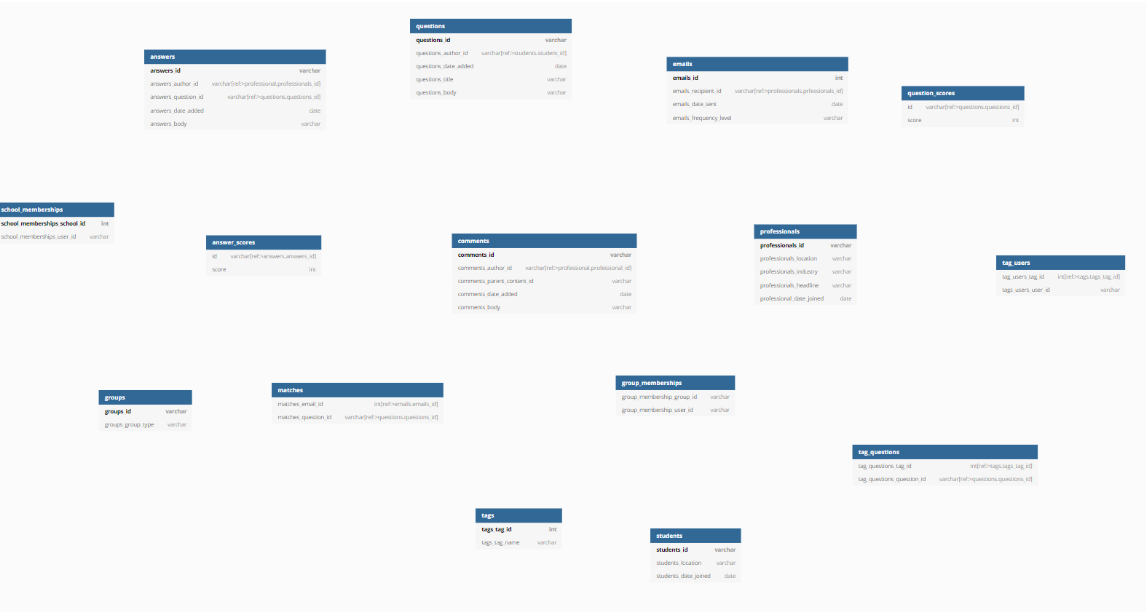 questions
questions_id varchar
questions_author_id varchar[ref:>students.student_id]
questions_date_added date
questions_title varchar
questions_body varchar
answers
answers_id varchar
answers_author_id varchar[ref:>professional.professionals_id]
answers_question_id varchar[ref:>questions.questions_id]
answers_date_added date
answers_body varchar
emails
emails_id int
emails_recipient_id varchar[ref:>professionals.prfessionals_id]
emails_date_sent date
emails_frequency_level varchar
question_scores
id varchar[ref:>questions.questions_id]
score int
school_memberships
school_memberships_school_id int
school_memberships_user_id varchar
answer_scores
id varchar[ref:>answers.answers_id]
score int
comments
comments_id varchar
comments_author_id varchar[ref:>professional.professional_id]
comments_parent_content_id varchar
comments_date_added date
comments_body varchar
professionals
professionals_id varchar
professionals_location varchar
professionals_industry varchar
professionals_headline varchar
professional_date_joined date
tag_users
tag_users_tag_id int[ref:>tags.tags_tag_id]
tags_users_user_id varchar
groups
groups_id varchar
groups_group_type varchar
matches
matches_email_id int[ref:>emails.emails_id]
matches_question_id varchar[ref:>questions.questions_id]
group_memberships
group_membership_group_id varchar
group_membership_user_id varchar
tag_questions
tag_questions_tag_id int[ref:>tags.tags_tag_id]
tag_questions_question_id varchar[ref:>questions.questions_id]
tags
tags_tag_id int
tags_tag_name varchar
students
students_id varchar
students_location varchar
students_date_joined date